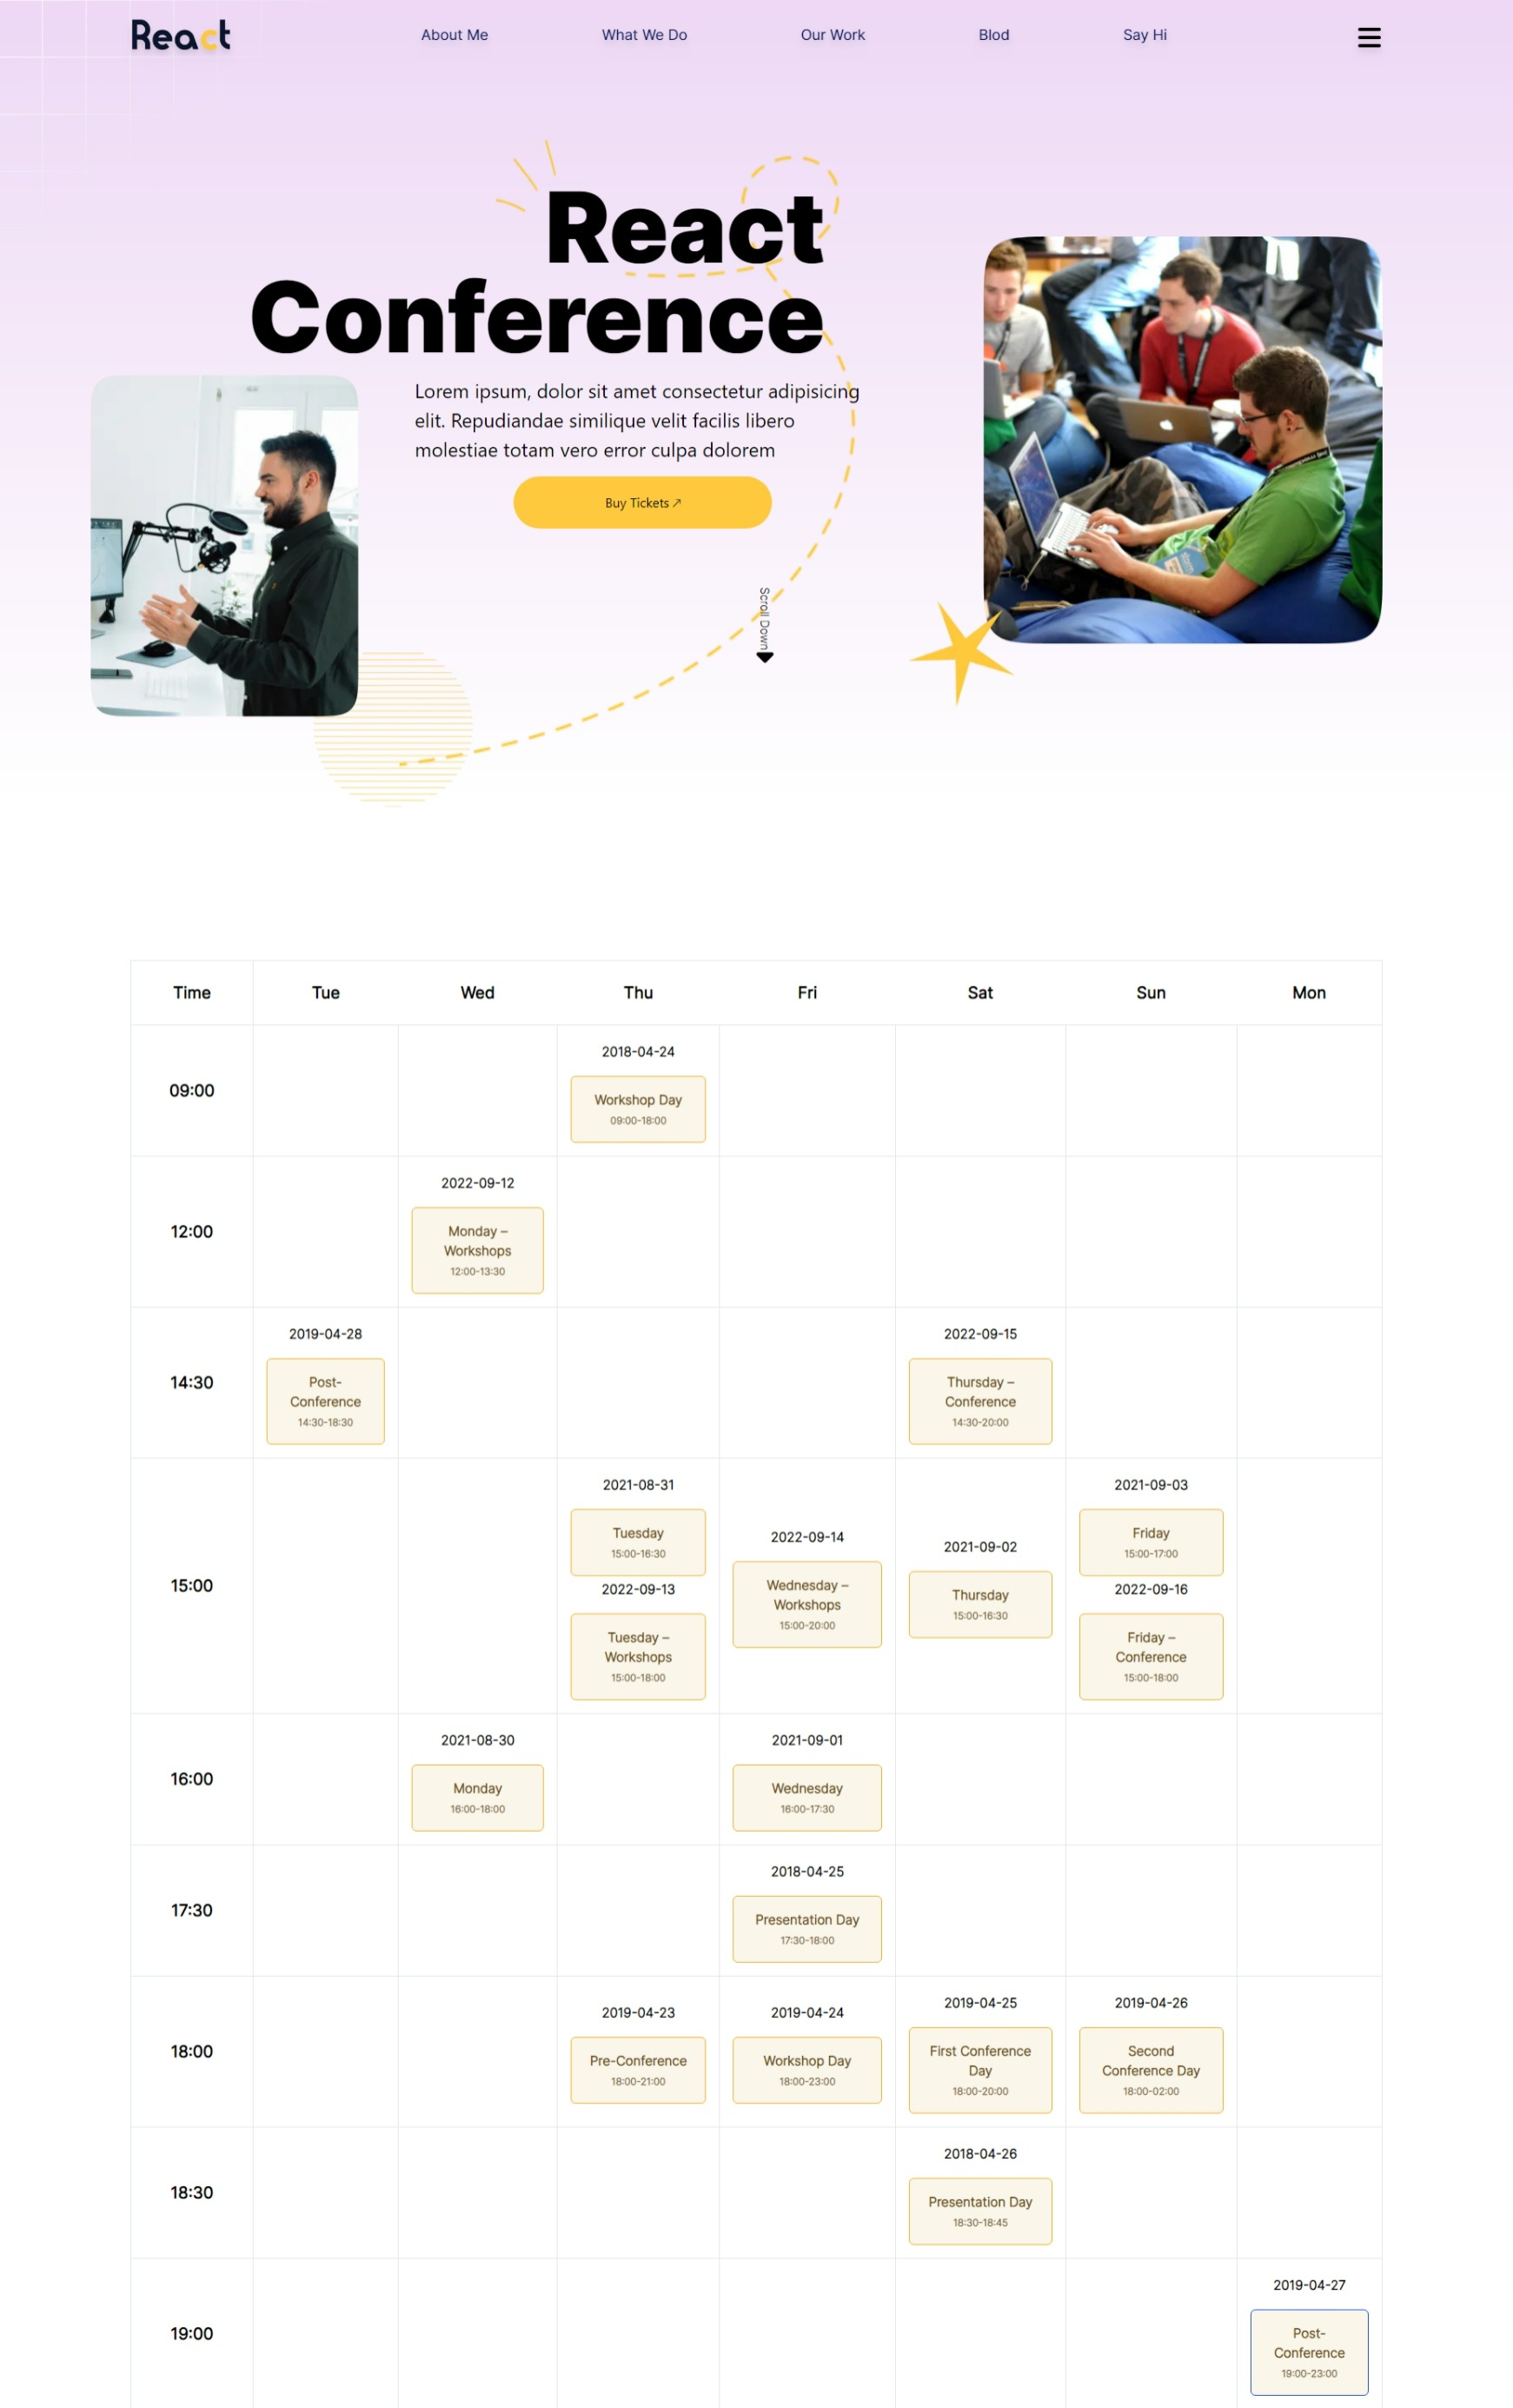 React
About Me
What We Do
Our Work
Blod
Say Hi
React
Conference
Lorem ipsum, dolor sit amet consectetur adipisicing
elit. Repudiandae similique velit facilis libero
molestiae totam vero error culpa dolorem
Buy Tickets ↗
Scroll Down
Time Tue Wed Thu Fri Sat Sun Mon
09:00
2018-04-24
Workshop Day
09:00-18:00
12:00
2022-09-12
Monday –
Workshops
12:00-13:30
14:30
2019-04-28
Post-
Conference
14:30-18:30
2022-09-15
Thursday –
Conference
14:30-20:00
15:00
2021-08-31
Tuesday
15:00-16:30
2022-09-13
Tuesday –
Workshops
15:00-18:00
2022-09-14
Wednesday –
Workshops
15:00-20:00
2021-09-02
Thursday
15:00-16:30
2021-09-03
Friday
15:00-17:00
2022-09-16
Friday –
Conference
15:00-18:00
16:00
2021-08-30
Monday
16:00-18:00
2021-09-01
Wednesday
16:00-17:30
17:30
2018-04-25
Presentation Day
17:30-18:00
18:00
2019-04-23
Pre-Conference
18:00-21:00
2019-04-24
Workshop Day
18:00-23:00
2019-04-25
First Conference
Day
18:00-20:00
2019-04-26
Second
Conference Day
18:00-02:00
18:30
2018-04-26
Presentation Day
18:30-18:45
19:00
2019-04-27
Post-
Conference
19:00-23:00